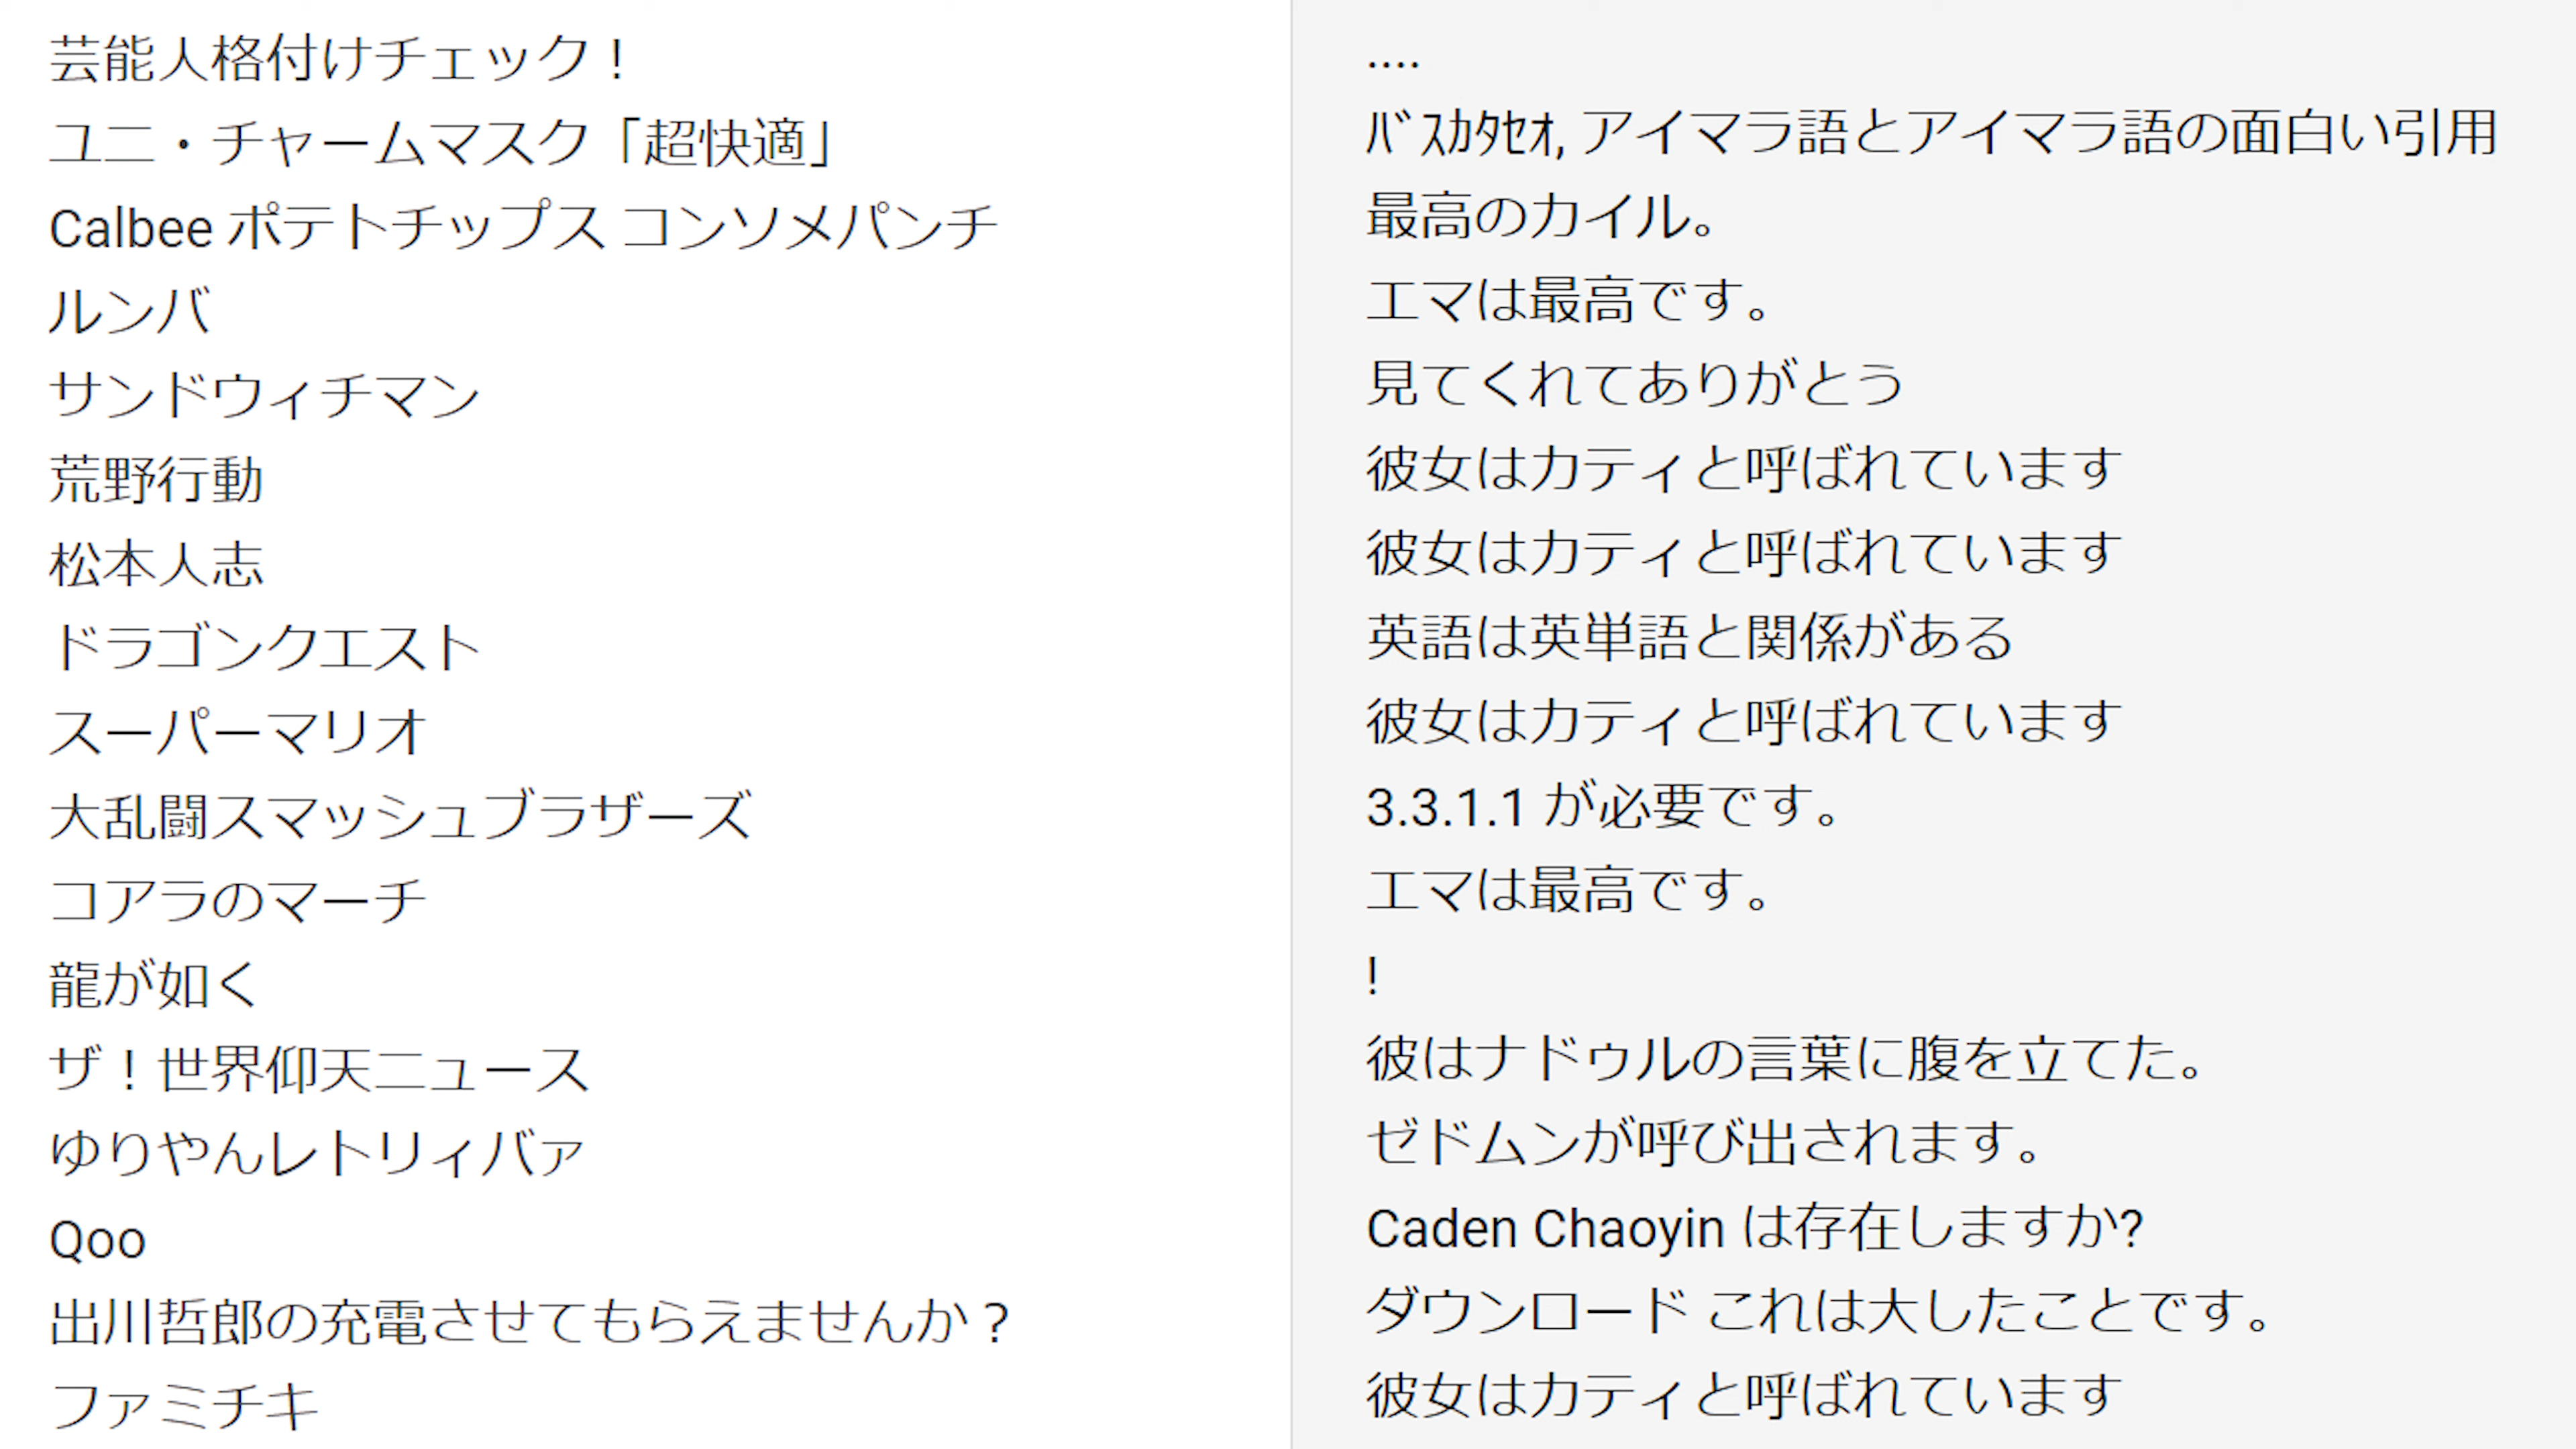 芸能人格付けチェック！
ユニ・チャームマスク「超快適」
Calbee ポテトチップス コンソメパンチ
ルンバ
サンドウィチマン
荒野行動
松本人志
ドラゴンクエスト
スーパーマリオ
大乱闘スマッシュブラザーズ
コアラのマーチ
龍が如く
ザ！世界仰天ニュース
ゆりやんレトリィバァ
Qoo
出川哲郎の充電させてもらえませんか？
ファミチキ
....
ﾊﾞｽｶﾀｾｵ, アイマラ語とアイマラ語の面白い引用
最高のカイル。
エマは最高です。
見てくれてありがとう
彼女はカティと呼ばれています
彼女はカティと呼ばれています
英語は英単語と関係がある
彼女はカティと呼ばれています
3.3.1.1 が必要です。
エマは最高です。
!
彼はナドゥルの言葉に腹を立てた。
ゼドムンが呼び出されます。
Caden Chaoyin は存在しますか?
ダウンロード これは大したことです。
彼女はカティと呼ばれています